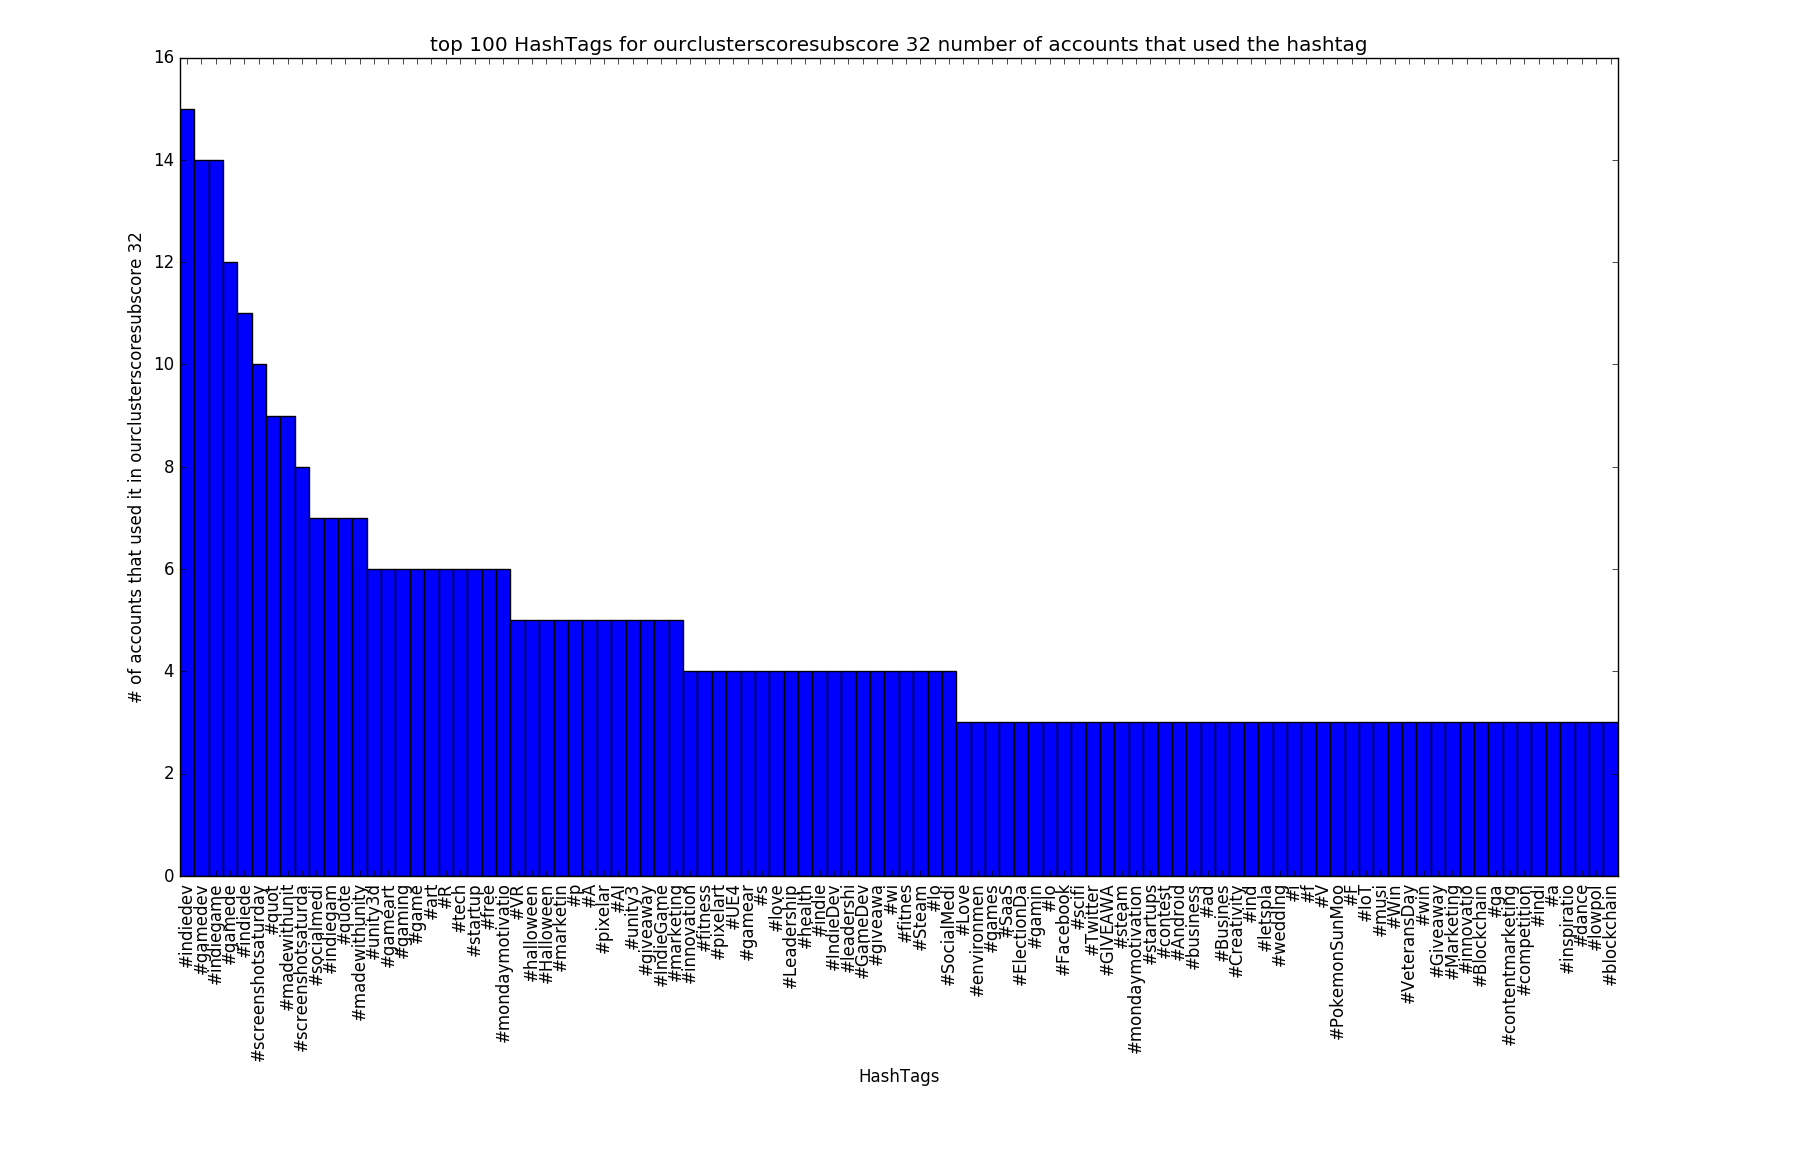 top 100 HashTags for ourclusterscoresubscore 32 number of accounts that used the hashtag
16
14
12
10
8
6
4
2
0
# of accounts that used it in ourclusterscoresubscore 32
#indiedev
#gamedev
#indiegame
#gamede
#indiede
#screenshotsaturday
#quot
#madewithunit
#screenshotsaturda
#socialmedi
#indiegam
#quote
#madewithunity
#unity3d
#gameart
#gaming
#game
#art
#R
#tech
#startup
#free
#mondaymotivatio
#VR
#halloween
#Halloween
#marketin
#p
#A
#pixelar
#AI
#unity3
#giveaway
#IndieGame
#marketing
#innovation
#fitness
#pixelart
#UE4
#gamear
#s
#love
#Leadership
#health
#indie
#IndieDev
#leadershi
#GameDev
#giveawa
#wi
#fitnes
#Steam
#SocialMedi
#Love
#environmen
#games
#SaaS
#ElectionDa
#gamin
#Facebook
#scifi
#Twitter
#GIVEAWA
#steam
#mondaymotivation
#startups
#contest
#Android
#business
#ad
#Busines
#Creativity
#ind
#letspla
#wedding
#f
#V
#PokemonSunMoo
#F
#IoT
#musi
#Win
#VeteransDay
#win
#Giveaway
#Marketing
#innovatio
#Blockchain
#ga
#contentmarketing
#competition
#indi
#a
#inspiratio
#dance
#lowpol
#blockchain
HashTags